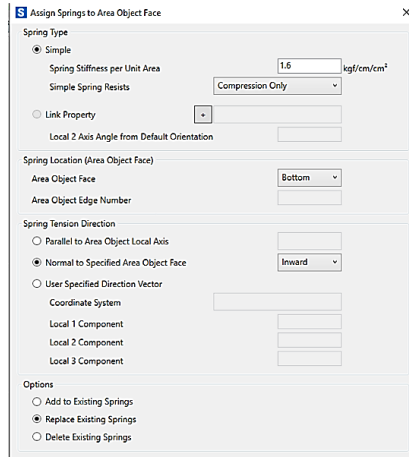 S Assign Springs to Area Object Face
Spring Type
Simple
Spring Stiffness per Unit Area 1.6 kgf/cm/cm²
Simple Spring Resists Compression Only
Link Property +
Local 2 Axis Angle from Default Orientation
Spring Location (Area Object Face)
Area Object Face Bottom
Area Object Edge Number
Spring Tension Direction
Parallel to Area Object Local Axis
Normal to Specified Area Object Face Inward
User Specified Direction Vector
Coordinate System
Local 1 Component
Local 2 Component
Local 3 Component
Options
Add to Existing Springs
Replace Existing Springs
Delete Existing Springs